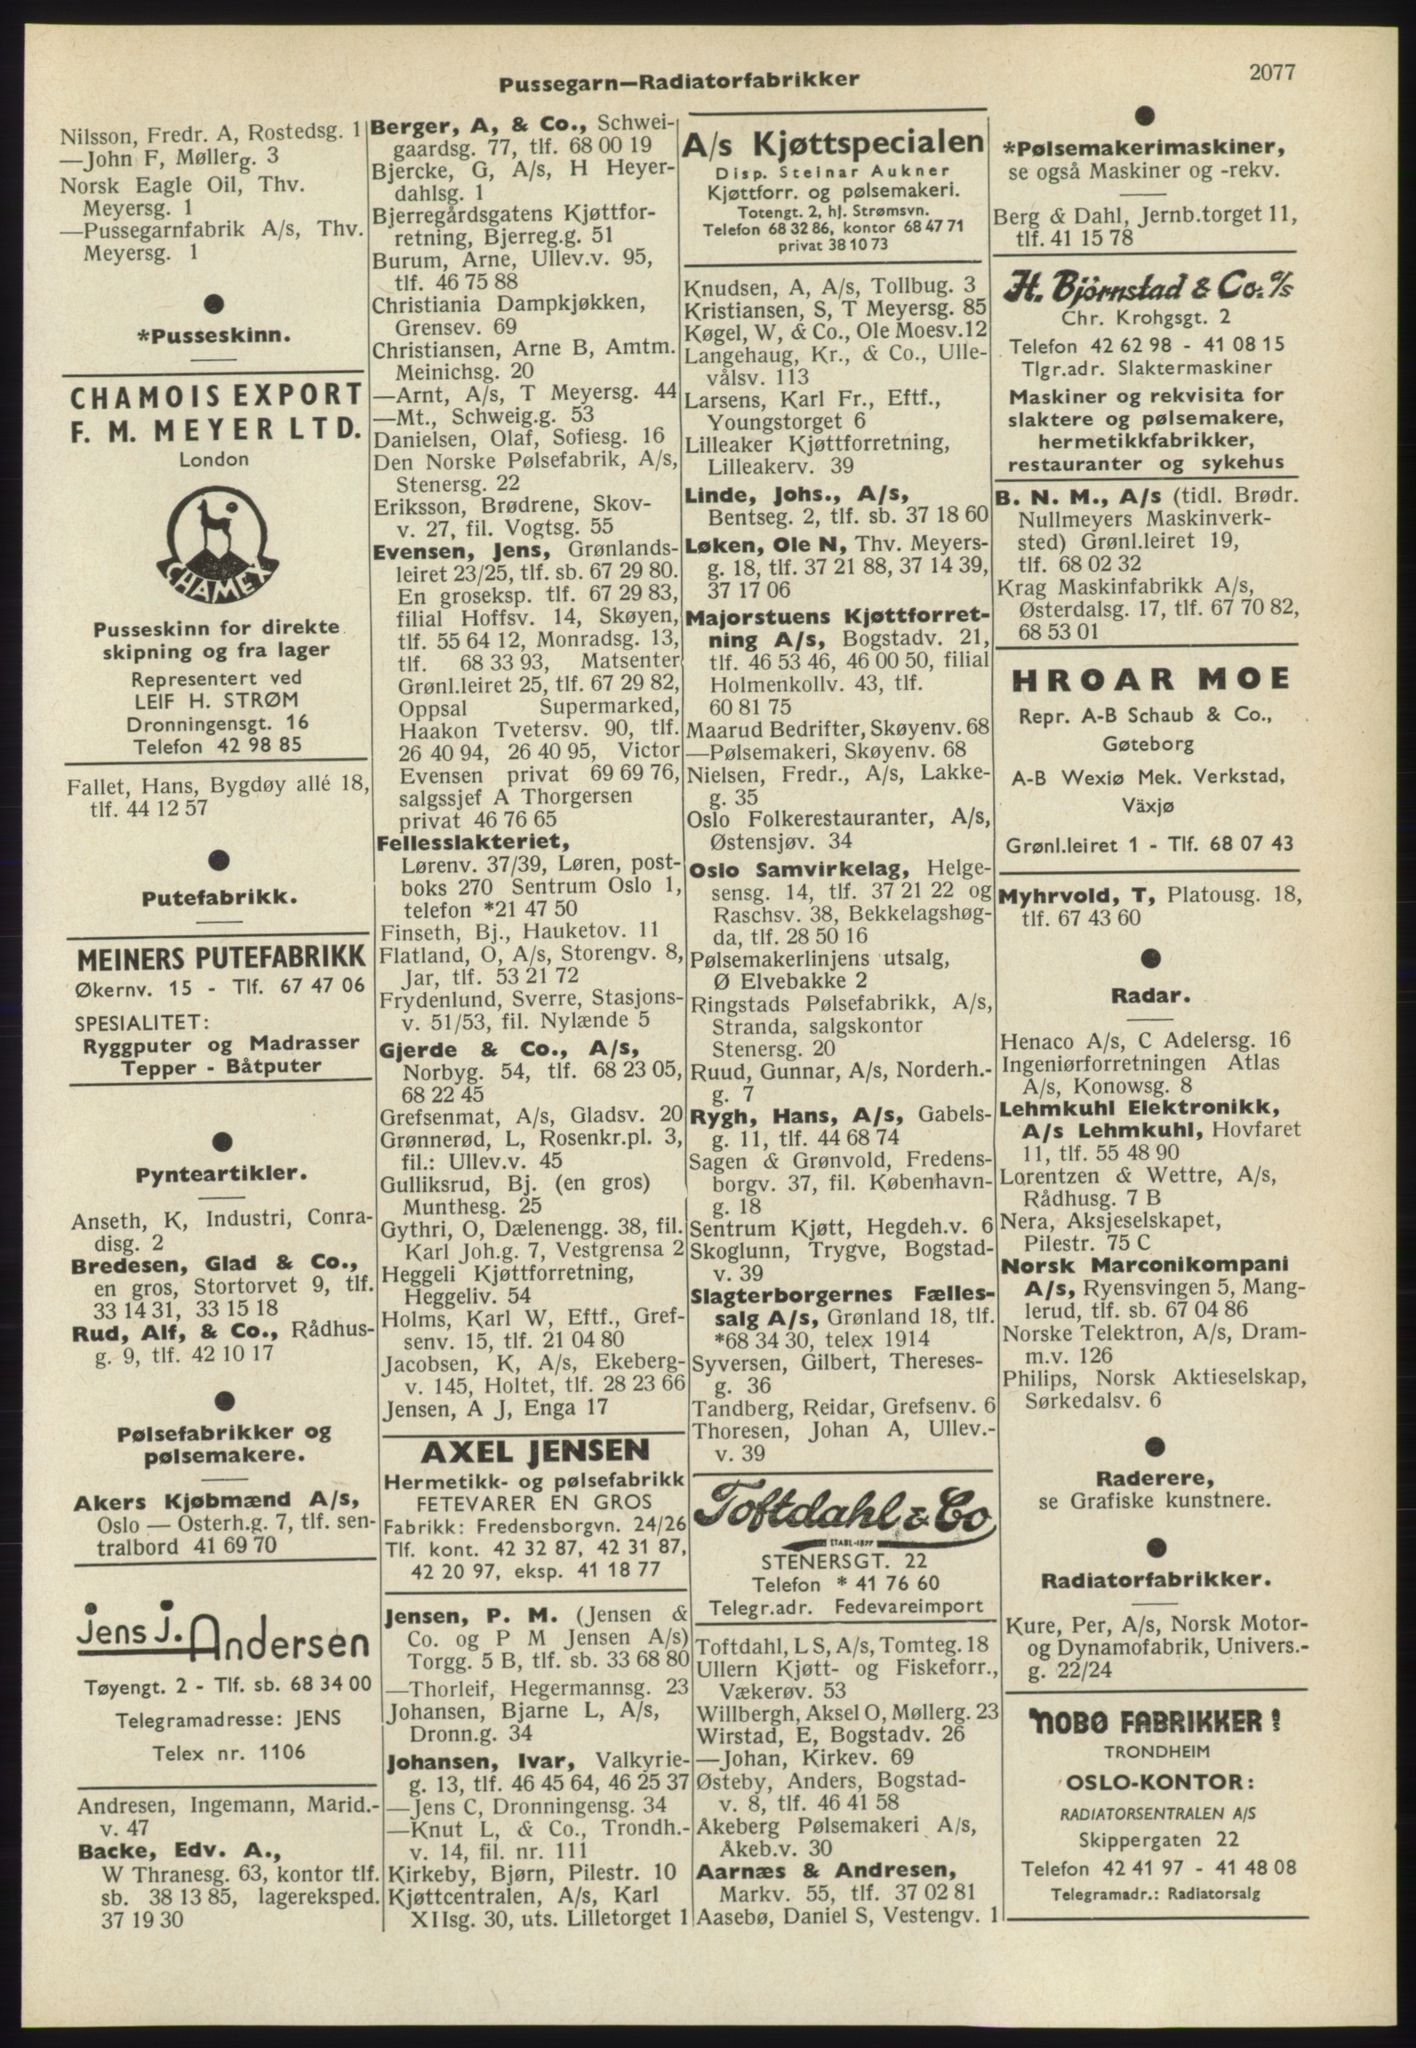 Pussegarn—Radiatorfabrikker
2077
Nilsson, Fredr. A, Rostedsg. 1
—John F, Møllerg. 3
Norsk Eagle Oil, Thv.
Meyersg. 1
—Pussegarnfabrik A/s, Thv.
Meyersg. 1
*Pusseskinn.
CHAMOIS EXPORT
F. M. MEYER LTD.
London
CHAMEX
Pusseskinn for direkte
skipning og fra lager
Representert ved
LEIF H. STRØM
Dronningensgt. 16
Telefon 42 98 85
Fallet, Hans, Bygdøy allé 18,
tlf. 44 12 57
Putefabrikk.
MEINERS PUTEFABRIKK
Økernv. 15 - Tlf. 67 47 06
SPESIALITET:
Ryggputer og Madrasser
Tepper - Båtputer
Pynteartikler.
Anseth, K, Industri, Conra-
disg. 2
Bredesen, Glad & Co.,
en gros, Stortorvet 9, tlf.
33 14 31, 33 15 18
Rud, Alf, & Co., Rådhus-
g. 9, tlf. 42 10 17
Pølsefabrikker og
pølsemakere.
Akers Kjøbmænd A/s,
Oslo — Østerh.g. 7, tlf. sen-
tralbord 41 69 70
Jens J. Andersen
Tøyengt. 2 - Tlf. sb. 68 34 00
Telegramadresse: JENS
Telex nr. 1106
Andresen, Ingemann, Marid.-
v. 47
Backe, Edv. A.,
W Thranesg. 63, kontor tlf.
sb. 38 13 85, lagereksped.
37 19 30
Berger, A, & Co., Schwei-
gaardsg. 77, tlf. 68 00 19
Bjercke, G, A/s, H Heyer-
dahlsg. 1
Bjerregårdsgatens Kjøttfor-
retning, Bjerreg.g. 51
Burum, Arne, Ullev.v. 95,
tlf. 46 75 88
Christiania Dampkjøkken,
Grensev. 69
Christiansen, Arne B, Amtm.
Meinichsg. 20
—Arnt, A/s, T Meyersg. 44
—Mt., Schweig.g. 53
Danielsen, Olaf, Sofiesg. 16
Den Norske Pølsefabrik, A/s,
Stenersg. 22
Eriksson, Brødrene, Skov-
v. 27, fil. Vogtsg. 55
Evensen, Jens, Grønlands-
leiret 23/25, tlf. sb. 67 29 80.
En groseksp. tlf. 67 29 83,
filial Hoffsv. 14, Skøyen,
tlf. 55 64 12, Monradsg. 13,
tlf. 68 33 93, Matsenter
Grønl.leiret 25, tlf. 67 29 82,
Oppsal Supermarked,
Haakon Tvetersv. 90, tlf.
26 40 94, 26 40 95, Victor
Evensen privat 69 69 76,
salgssjef A Thorgersen
privat 46 76 65
Fellesslakteriet,
Lørenv. 37/39, Løren, post-
boks 270 Sentrum Oslo 1,
telefon *21 47 50
Finseth, Bj., Hauketov. 11
Flatland, O, A/s, Storengv. 8,
Jar, tlf. 53 21 72
Frydenlund, Sverre, Stasjons-
v. 51/53, fil. Nylænde 5
Gjerde & Co., A/s,
Norbyg. 54, tlf. 68 23 05,
68 22 45
Grefsenmat, A/s, Gladsv. 20
Grønnerød, L, Rosenkr.pl. 3,
fil.: Ullev.v. 45
Gulliksrud, Bj. (en gros)
Munthesg. 25
Gythri, O, Dælenengg. 38, fil.
Karl Joh.g. 7, Vestgrensa 2
Heggeli Kjøttforretning,
Heggeliv. 54
Holms, Karl W, Eftf., Gref-
senv. 15, tlf. 21 04 80
Jacobsen, K, A/s, Ekeberg-
v. 145, Holtet, tlf. 28 23 66
Jensen, A J, Enga 17
AXEL JENSEN
Hermetikk- og pølsefabrikk
FETEVARER EN GROS
Fabrikk: Fredensborgvn. 24/26
Tlf. kont. 42 32 87, 42 31 87,
42 20 97, eksp. 41 18 77
Jensen, P. M. (Jensen &
Co. og P M Jensen A/s)
Torgg. 5 B, tlf. sb. 33 68 80
—Thorleif, Hegermannsg. 23
Johansen, Bjarne L, A/s,
Dronn.g. 34
Johansen, Ivar, Valkyrie-
g. 13, tlf. 46 45 64, 46 25 37
—Jens C, Dronningensg. 34
—Knut L, & Co., Trondh.-
v. 14, fil. nr. 111
Kirkeby, Bjørn, Pilestr. 10
Kjøttcentralen, A/s, Karl
XIIsg. 30, uts. Lilletorget 1
A/s Kjøttspecialen
Disp. Steinar Aukner
Kjøttforr. og pølsemakeri.
Totengt. 2, hj. Strømsvn.
Telefon 68 32 86, kontor 68 47 71
privat 38 10 73
Knudsen, A, A/s, Tollbug. 3
Kristiansen, S, T Meyersg. 85
Køgel, W, & Co., Ole Moesv.12
Langehaug, Kr., & Co., Ulle-
vålsv. 113
Larsens, Karl Fr., Eftf.,
Youngstorget 6
Lilleaker Kjøttforretning,
Lilleakerv. 39
Linde, Johs., A/s,
Bentseg. 2, tlf. sb. 37 18 60
Løken, Ole N, Thv. Meyers-
g. 18, tlf. 37 21 88, 37 14 39,
37 17 06
Majorstuens Kjøttforret-
ning A/s, Bogstadv. 21,
tlf. 46 53 46, 46 00 50, filial
Holmenkollv. 43, tlf.
60 81 75
Maarud Bedrifter, Skøyenv. 68
—Pølsemakeri, Skøyenv. 68
Nielsen, Fredr., A/s, Lakke-
g. 35
Oslo Folkerestauranter, A/s,
Østensjøv. 34
Oslo Samvirkelag, Helge-
sensg. 14, tlf. 37 21 22 og
Raschsv. 38, Bekkelagshøg-
da, tlf. 28 50 16
Pølsemakerlinjens utsalg,
Ø Elvebakke 2
Ringstads Pølsefabrikk, A/s,
Stranda, salgskontor
Stenersg. 20
Ruud, Gunnar, A/s, Norderh.-
g. 7
Rygh, Hans, A/s, Gabels-
g. 11, tlf. 44 68 74
Sagen & Grønvold, Fredens-
borgv. 37, fil. København-
g. 18
Sentrum Kjøtt, Hegdeh.v. 6
Skoglunn, Trygve, Bogstad-
v. 39
Slagterborgernes Fælles-
salg A/s, Grønland 18, tlf.
*68 34 30, telex 1914
Syversen, Gilbert, Thereses-
g. 36
Tandberg, Reidar, Grefsenv. 6
Thoresen, Johan A, Ullev.-
v. 39
Toftdahl & Co
ETABL. 1877
STENERSGT. 22
Telefon * 41 76 60
Telegr.adr. Fedevareimport
Toftdahl, L S, A/s, Tomteg. 18
Ullern Kjøtt- og Fiskeforr.,
Vækerøv. 53
Willbergh, Aksel O, Møllerg. 23
Wirstad, E, Bogstadv. 26
—Johan, Kirkev. 69
Østeby, Anders, Bogstad-
v. 8, tlf. 46 41 58
Åkeberg Pølsemakeri A/s,
Åkeb.v. 30
Aarnæs & Andresen,
Markv. 55, tlf. 37 02 81
Aasebø, Daniel S, Vestengv. 1
*Pølsemakerimaskiner,
se også Maskiner og -rekv.
Berg & Dahl, Jernb.torget 11,
tlf. 41 15 78
H. Bjørnstad & Co. a/s
Chr. Krohgsgt. 2
Telefon 42 62 98 - 41 08 15
Tlgr.adr. Slaktermaskiner
Maskiner og rekvisita for
slaktere og pølsemakere,
hermetikkfabrikker,
restauranter og sykehus
B. N. M., A/s (tidl. Brødr.
Nullmeyers Maskinverk-
sted) Grønl.leiret 19,
tlf. 68 02 32
Krag Maskinfabrikk A/s,
Østerdalsg. 17, tlf. 67 70 82,
68 53 01
HROAR MOE
Repr. A-B Schaub & Co.,
Gøteborg
A-B Wexiø Mek. Verkstad,
Växjø
Grønl.leiret 1 - Tlf. 68 07 43
Myhrvold, T, Platousg. 18,
tlf. 67 43 60
Radar.
Henaco A/s, C Adelersg. 16
Ingeniørforretningen Atlas
A/s, Konowsg. 8
Lehmkuhl Elektronikk,
A/s Lehmkuhl, Hovfaret
11, tlf. 55 48 90
Lorentzen & Wettre, A/s,
Rådhusg. 7 B
Nera, Aksjeselskapet,
Pilestr. 75 C
Norsk Marconikompani
A/s, Ryensvingen 5, Mang-
lerud, tlf. sb. 67 04 86
Norske Telektron, A/s, Dram-
m.v. 126
Philips, Norsk Aktieselskap,
Sørkedalsv. 6
Raderere,
se Grafiske kunstnere.
Radiatorfabrikker.
Kure, Per, A/s, Norsk Motor-
og Dynamofabrik, Univers.-
g. 22/24
NOBØ FABRIKKER!
TRONDHEIM
OSLO-KONTOR:
RADIATORSENTRALEN A/S
Skippergaten 22
Telefon 42 41 97 - 41 48 08
Telegramadr.: Radiatorsalg